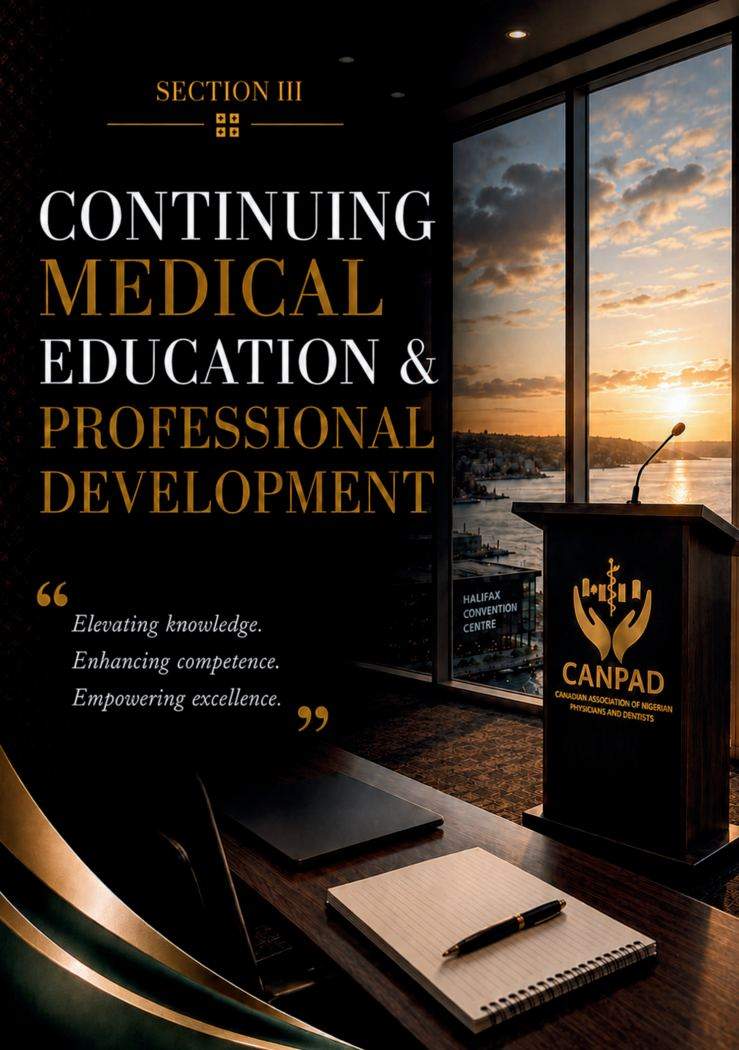 SECTION III
CONTINUING
MEDICAL
EDUCATION &
PROFESSIONAL
DEVELOPMENT
“
Elevating knowledge.
Enhancing competence.
Empowering excellence.
”
HALIFAX
CONVENTION
CENTRE
CANPAD
CANADIAN ASSOCIATION OF NIGERIAN
PHYSICIANS AND DENTISTS